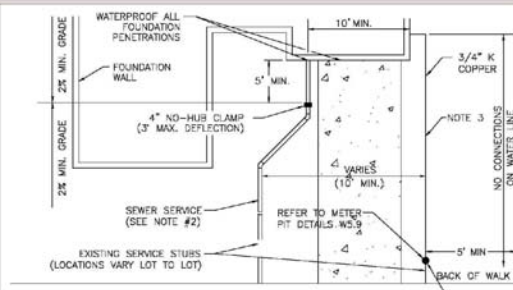 WATERPROOF ALL
FOUNDATION
PENETRATIONS
10' MIN.
2% MIN. GRADE
FOUNDATION
WALL
5' MIN.
3/4" K
COPPER
4" NO-HUB CLAMP
(3' MAX. DEFLECTION)
NOTE 3
NO CONNECTIONS
ON WATER LINE
2% MIN. GRADE
VARIES
(10' MIN.)
SEWER SERVICE
(SEE NOTE #2)
REFER TO METER
PIT DETAILS W5.9
EXISTING SERVICE STUBS
(LOCATIONS VARY LOT TO LOT)
5' MIN
BACK OF WALK